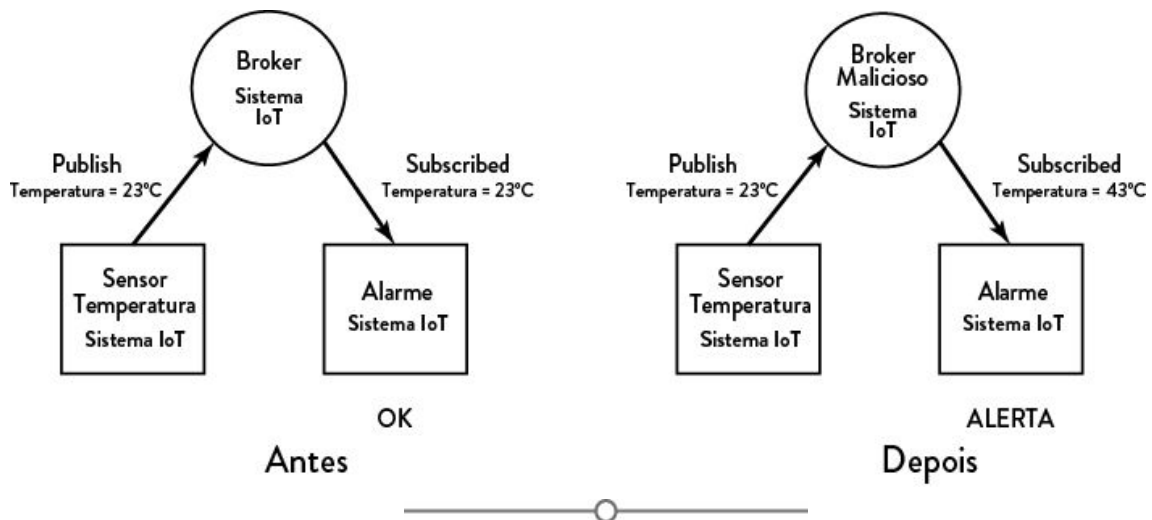 Broker
Sistema
IoT
Publish
Temperatura = 23ºC
Subscribed
Temperatura = 23ºC
Sensor
Temperatura
Sistema IoT
Alarme
Sistema IoT
OK
Antes
Broker
Malicioso
Sistema
IoT
Publish
Temperatura = 23ºC
Subscribed
Temperatura = 43ºC
Sensor
Temperatura
Sistema IoT
Alarme
Sistema IoT
ALERTA
Depois